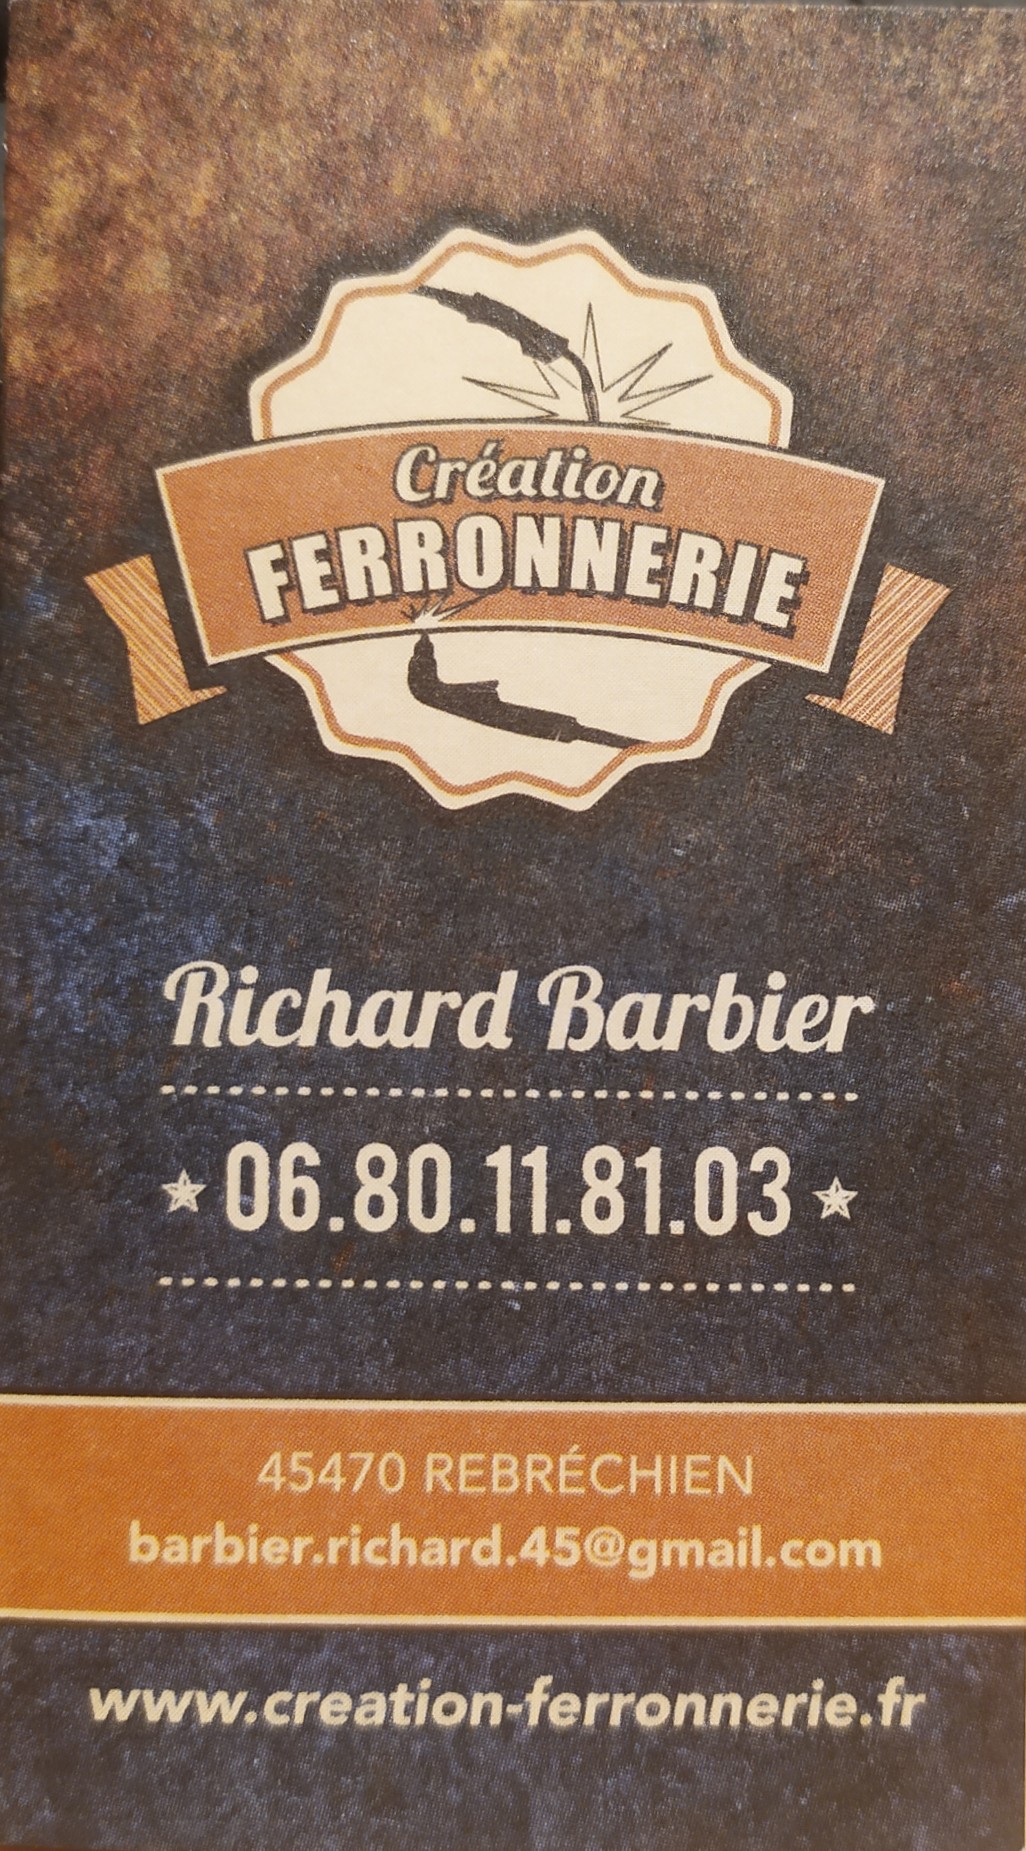 Création
FERRONNERIE
Richard Barbier
06.80.11.81.03
45470 REBRÉCHIEN
barbier.richard.45@gmail.com
www.creation-ferronnerie.fr